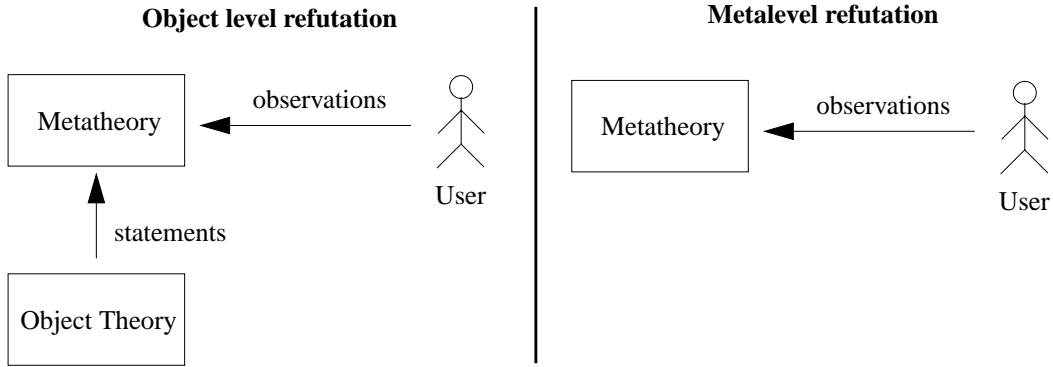 Object level refutation
Metatheory
observations
User
statements
Object Theory
Metalevel refutation
Metatheory
observations
User